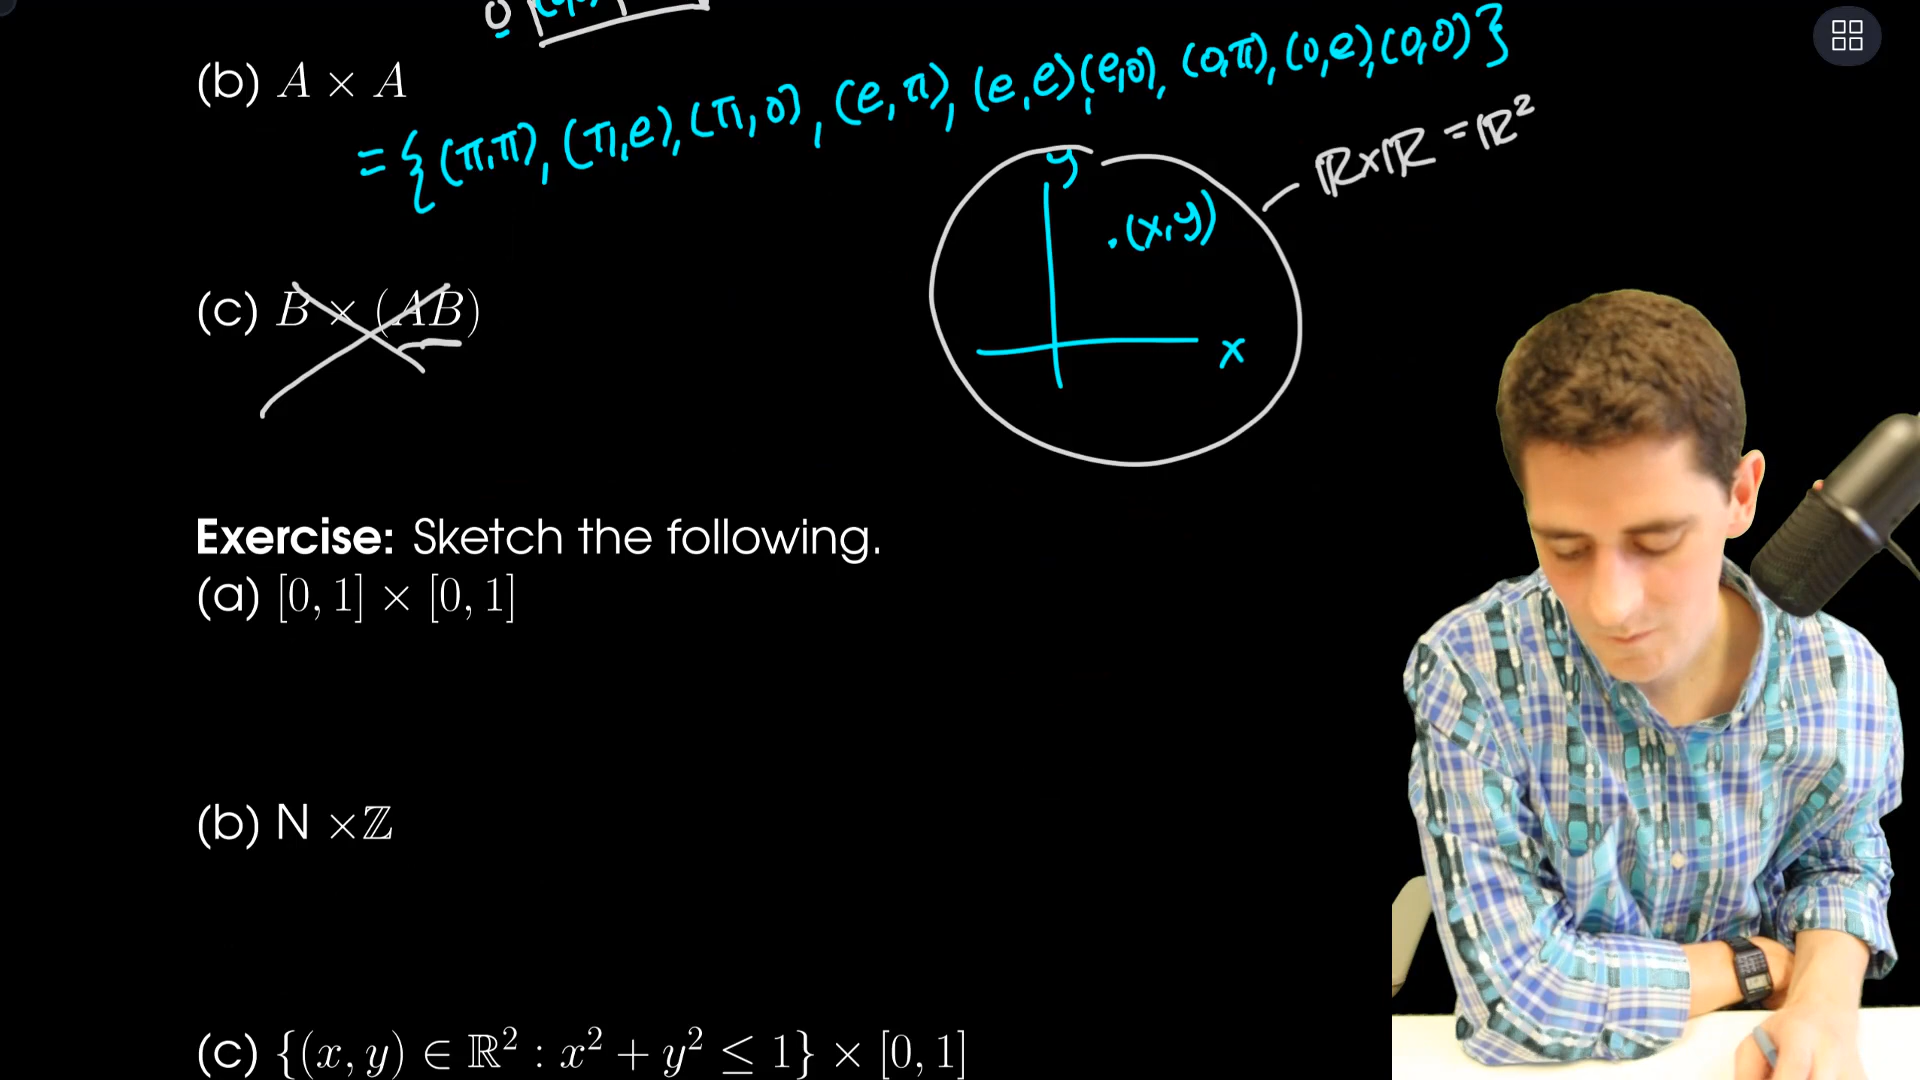 0
(b) A × A
= {(π,π), (π,e), (π,0), (e,π), (e,e), (e,0), (0,π), (0,e), (0,0)}
ℝ×ℝ = ℝ²
y
.(x,y)
x
(c) B × (AB)
Exercise: Sketch the following.
(a) [0, 1] × [0, 1]
(b) N ×ℤ
(c) {(x, y) ∈ ℝ² : x² + y² ≤ 1} × [0, 1]